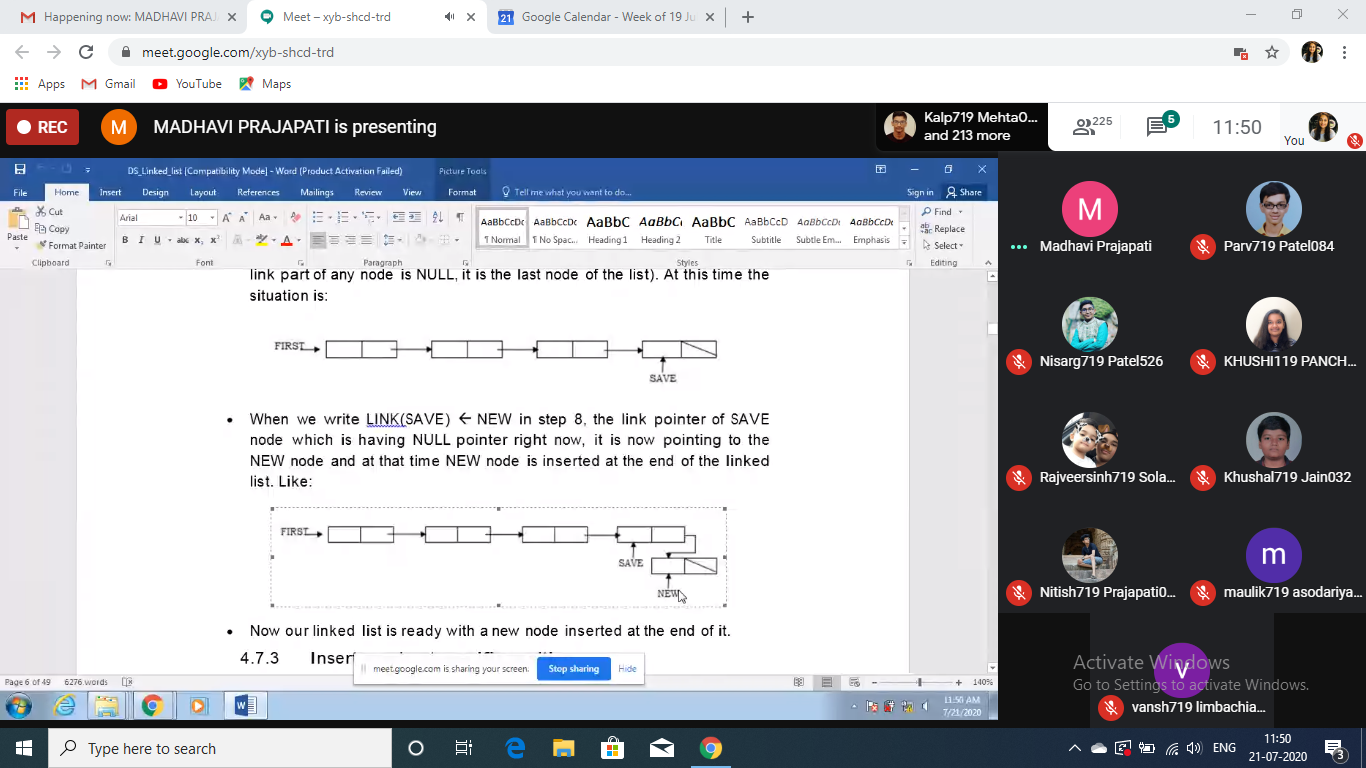 Happening now: MADHAVI PRAJ
Meet – xyb-shcd-trd
Google Calendar - Week of 19 Ju
meet.google.com/xyb-shcd-trd
Apps
Gmail
YouTube
Maps
REC
M
MADHAVI PRAJAPATI is presenting
Kalp719 Mehta0...
and 213 more
225
5
11:50
You
DS_Linked_list [Compatibility Mode] - Word (Product Activation Failed)
Picture Tools
File
Home
Insert
Design
Layout
References
Mailings
Review
View
Format
Tell me what you want to do...
Sign in
Share
Paste
Cut
Copy
Format Painter
Clipboard
Arial
10
Font
Paragraph
AaBbCcDc
¶ Normal
AaBbCcDc
¶ No Spac...
AaBbC
Heading 1
AaBbCc
Heading 2
AaBbC
Title
AaBbCcD
Subtitle
AaBbCcDc
Subtle Em...
AaBbCcDc
Emphasis
Styles
Find
Replace
Select
Editing
link part of any node is NULL, it is the last node of the list). At this time the
situation is:
FIRST
SAVE
• When we write LINK(SAVE) ← NEW in step 8, the link pointer of SAVE
node which is having NULL pointer right now, it is now pointing to the
NEW node and at that time NEW node is inserted at the end of the linked
list. Like:
FIRST
SAVE
NEW
• Now our linked list is ready with a new node inserted at the end of it.
4.7.3
meet.google.com is sharing your screen.
Stop sharing
Hide
Page 6 of 49
6276 words
140%
11:50 AM
7/21/2020
M
Madhavi Prajapati
Parv719 Patel084
Nisarg719 Patel526
KHUSHI119 PANCH...
Rajveersinh719 Sola...
Khushal719 Jain032
Nitish719 Prajapati0...
m
maulik719 asodariya...
v
vansh719 limbachia...
Activate Windows
Go to Settings to activate Windows.
Type here to search
ENG
11:50
21-07-2020
3